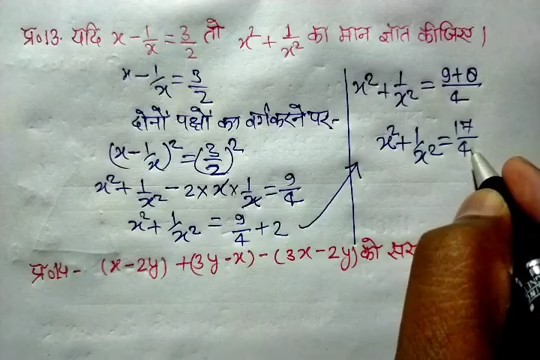 प्र०13- यदि x - 1/x = 3/2 तो x² + 1/x² का मान ज्ञात कीजिए।
x - 1/x = 3/2
दोनों पक्षों का वर्ग करने पर-
(x - 1/x)² = (3/2)²
x² + 1/x² - 2 × x × 1/x = 9/4
x² + 1/x² = 9/4 + 2
x² + 1/x² = 9+8/4
x² + 1/x² = 17/4
प्र०14- (x-2y) + (3y-x) - (3x-2y) को